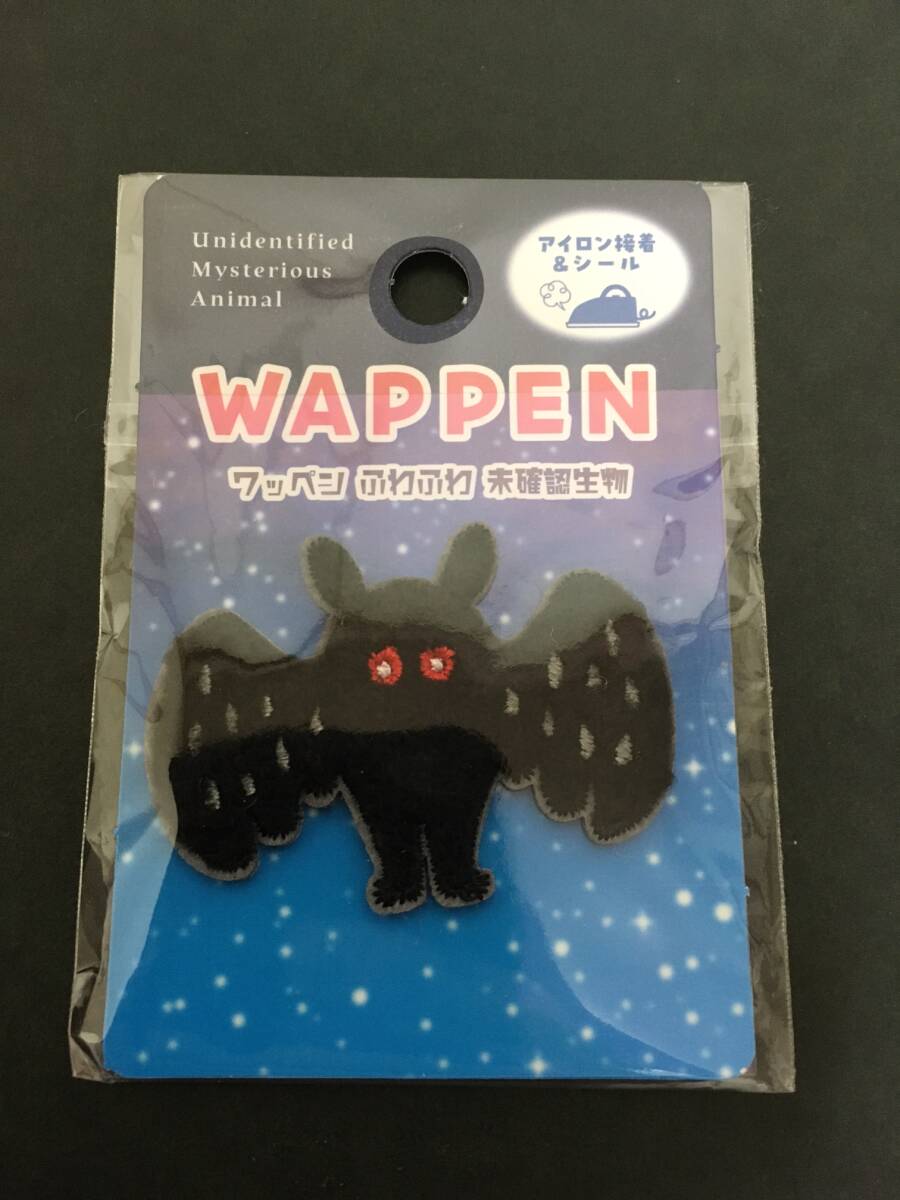 Unidentified
Mysterious
Animal
アイロン接着
&シール
WAPPEN
ワッペン ふわふわ 未確認生物